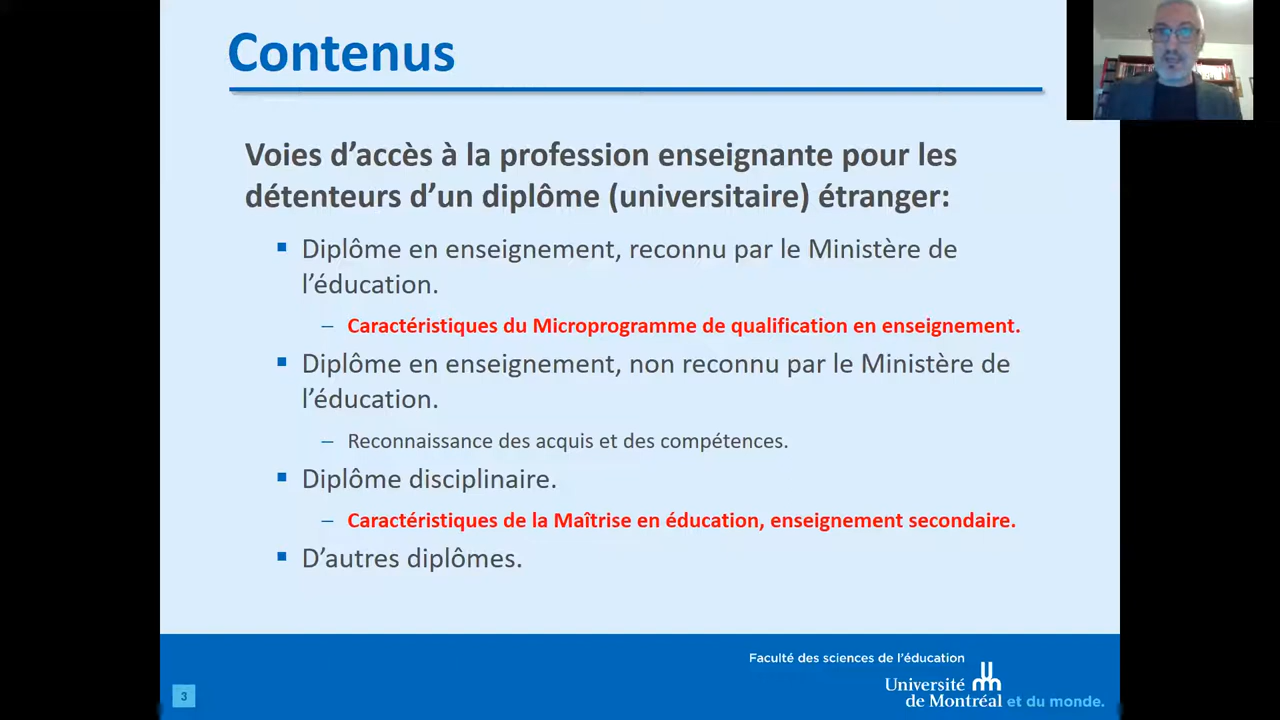 Contenus
Voies d’accès à la profession enseignante pour les
détenteurs d’un diplôme (universitaire) étranger:
Diplôme en enseignement, reconnu par le Ministère de
l’éducation.
– Caractéristiques du Microprogramme de qualification en enseignement.
Diplôme en enseignement, non reconnu par le Ministère de
l’éducation.
– Reconnaissance des acquis et des compétences.
Diplôme disciplinaire.
– Caractéristiques de la Maîtrise en éducation, enseignement secondaire.
D’autres diplômes.
Faculté des sciences de l’éducation
Université
de Montréal et du monde.
3